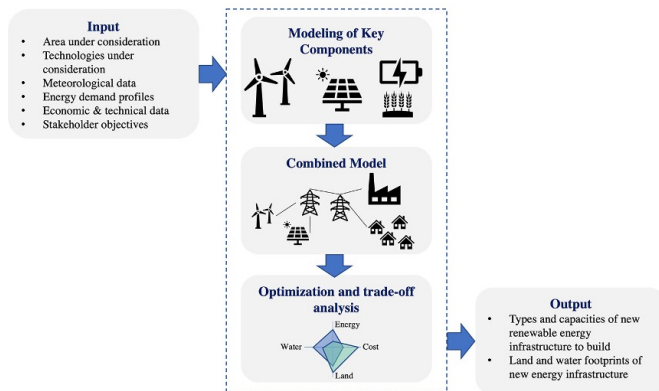 Input
• Area under consideration
• Technologies under
consideration
• Meteorological data
• Energy demand profiles
• Economic & technical data
• Stakeholder objectives
Modeling of Key
Components
Combined Model
Optimization and trade-off
analysis
Energy
Water
Cost
Land
Output
• Types and capacities of new
renewable energy
infrastructure to build
• Land and water footprints of
new energy infrastructure